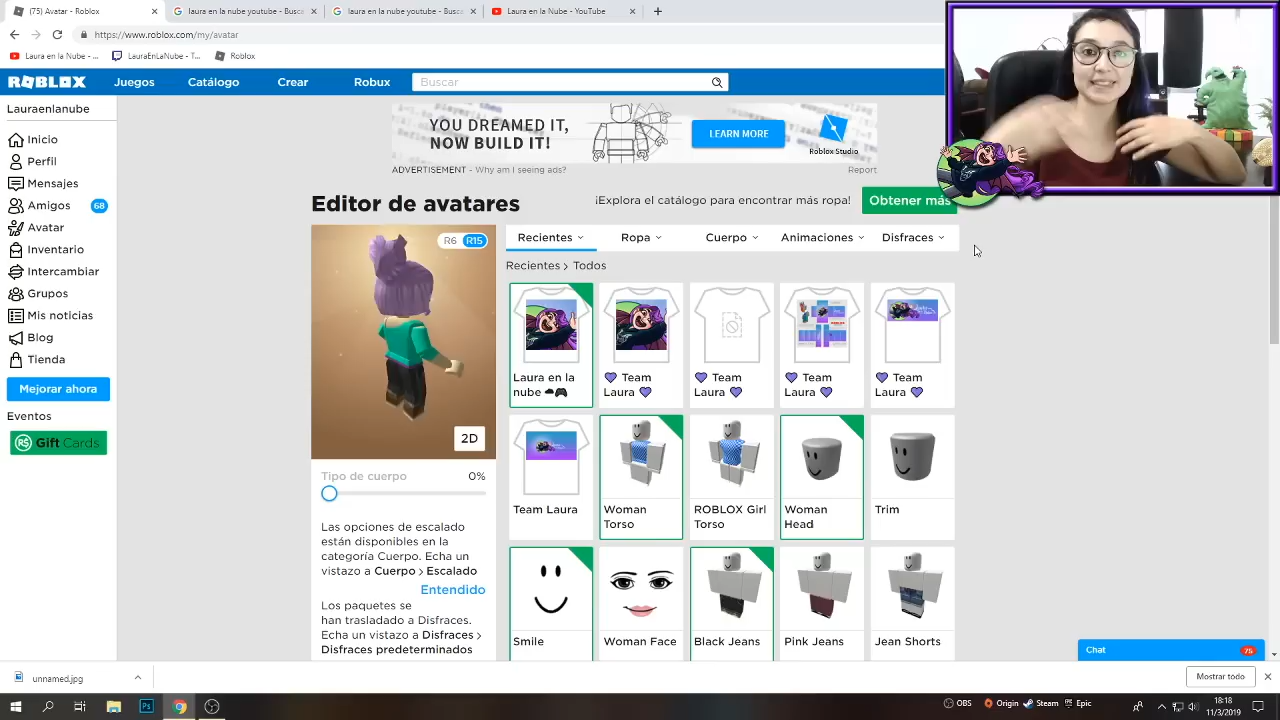 (75) Avatar - Roblox
laura en la nube youtube - Busca
laura en la nube youtube - Busca
Laura en la Nube - YouTube
https://www.roblox.com/my/avatar
Laura en la Nube - ...
LauraEnLaNube - T...
Roblox
ROBLOX
Juegos
Catálogo
Crear
Robux
Buscar
Lauraenlanube
Inicio
Perfil
Mensajes
Amigos 68
Avatar
Inventario
Intercambiar
Grupos
Mis noticias
Blog
Tienda
Mejorar ahora
Eventos
Gift Cards
YOU DREAMED IT,
NOW BUILD IT!
LEARN MORE
Roblox Studio
ADVERTISEMENT - Why am I seeing ads?
Report
Editor de avatares
¡Explora el catálogo para encontrar más ropa!
Obtener más
R6 R15
2D
Tipo de cuerpo 0%
Las opciones de escalado
están disponibles en la
categoría Cuerpo. Echa un
vistazo a Cuerpo > Escalado
Entendido
Los paquetes se
han trasladado a Disfraces.
Echa un vistazo a Disfraces >
Disfraces predeterminados
Recientes
Ropa
Cuerpo
Animaciones
Disfraces
Recientes > Todos
Laura en la
nube ☁🎮
💜 Team
Laura 💜
💜 Team
Laura 💜
💜 Team
Laura 💜
💜 Team
Laura 💜
Team Laura
Woman
Torso
ROBLOX Girl
Torso
Woman
Head
Trim
Smile
Woman Face
Black Jeans
Pink Jeans
Jean Shorts
Chat 75
unnamed.jpg
Mostrar todo
Ps
OBS
Origin
Steam
Epic
18:18
11/3/2019